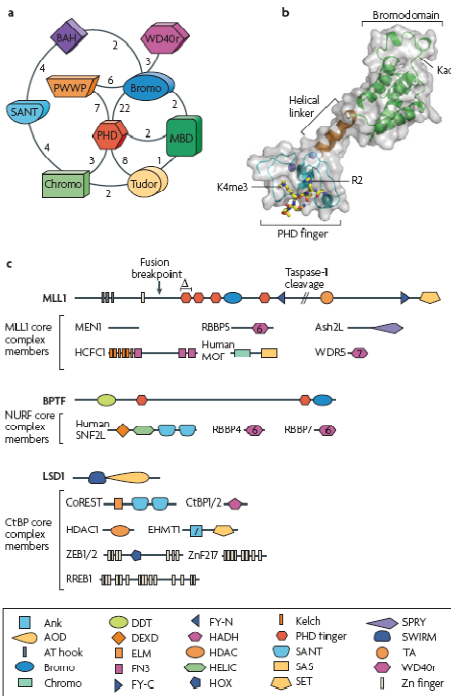 a
BAH
WD40r
2
3
4
PWWP
6
Bromo
SANT
7
22
2
PHD
2
MBD
4
3
8
1
Chromo
2
Tudor
b
Bromodomain
Kac
Helical
linker
K4me3
R2
PHD finger
c
Fusion
breakpoint
Δ
Taspase-1
cleavage
MLL1
MLL1 core
complex
members
MEN1
RBBP5
6
Ash2L
HCFC1
Human
MOF
WDR5
7
BPTF
NURF core
complex
members
Human
SNF2L
RBBP4
6
RBBP7
6
LSD1
CtBP core
complex
members
CoREST
CtBP1/2
HDAC1
EHMT1
7
ZEB1/2
ZnF217
RREB1
Ank
DDT
FY-N
Kelch
SPRY
AOD
DEXD
HADH
PHD finger
SWIRM
AT hook
ELM
HDAC
SANT
TA
Bromo
FN3
HELIC
SAS
WD40r
Chromo
FY-C
HOX
SET
Zn finger